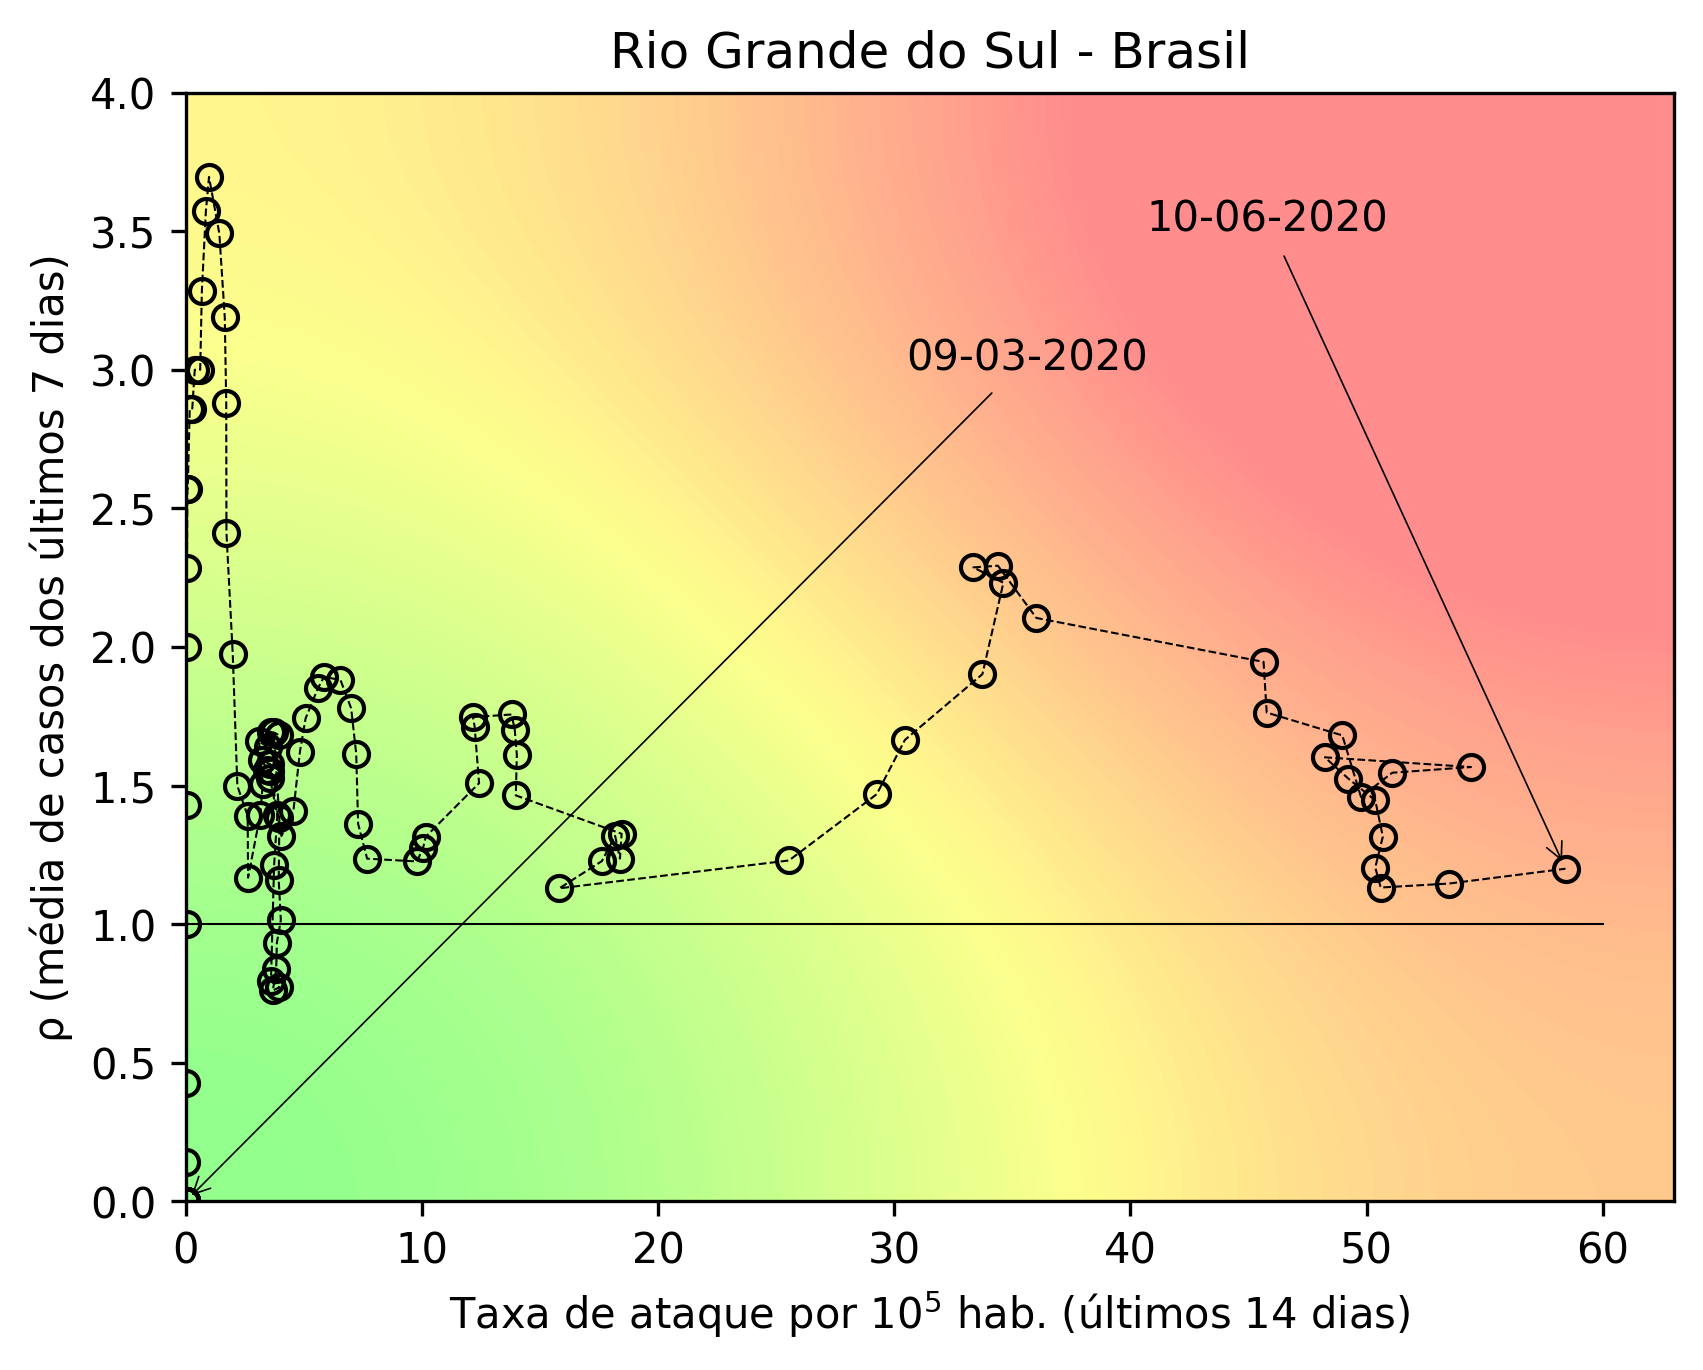 Rio Grande do Sul - Brasil
4.0
3.5
3.0
2.5
2.0
1.5
1.0
0.5
0.0
ρ (média de casos dos últimos 7 dias)
10-06-2020
09-03-2020
0 10 20 30 40 50 60
Taxa de ataque por 10⁵ hab. (últimos 14 dias)